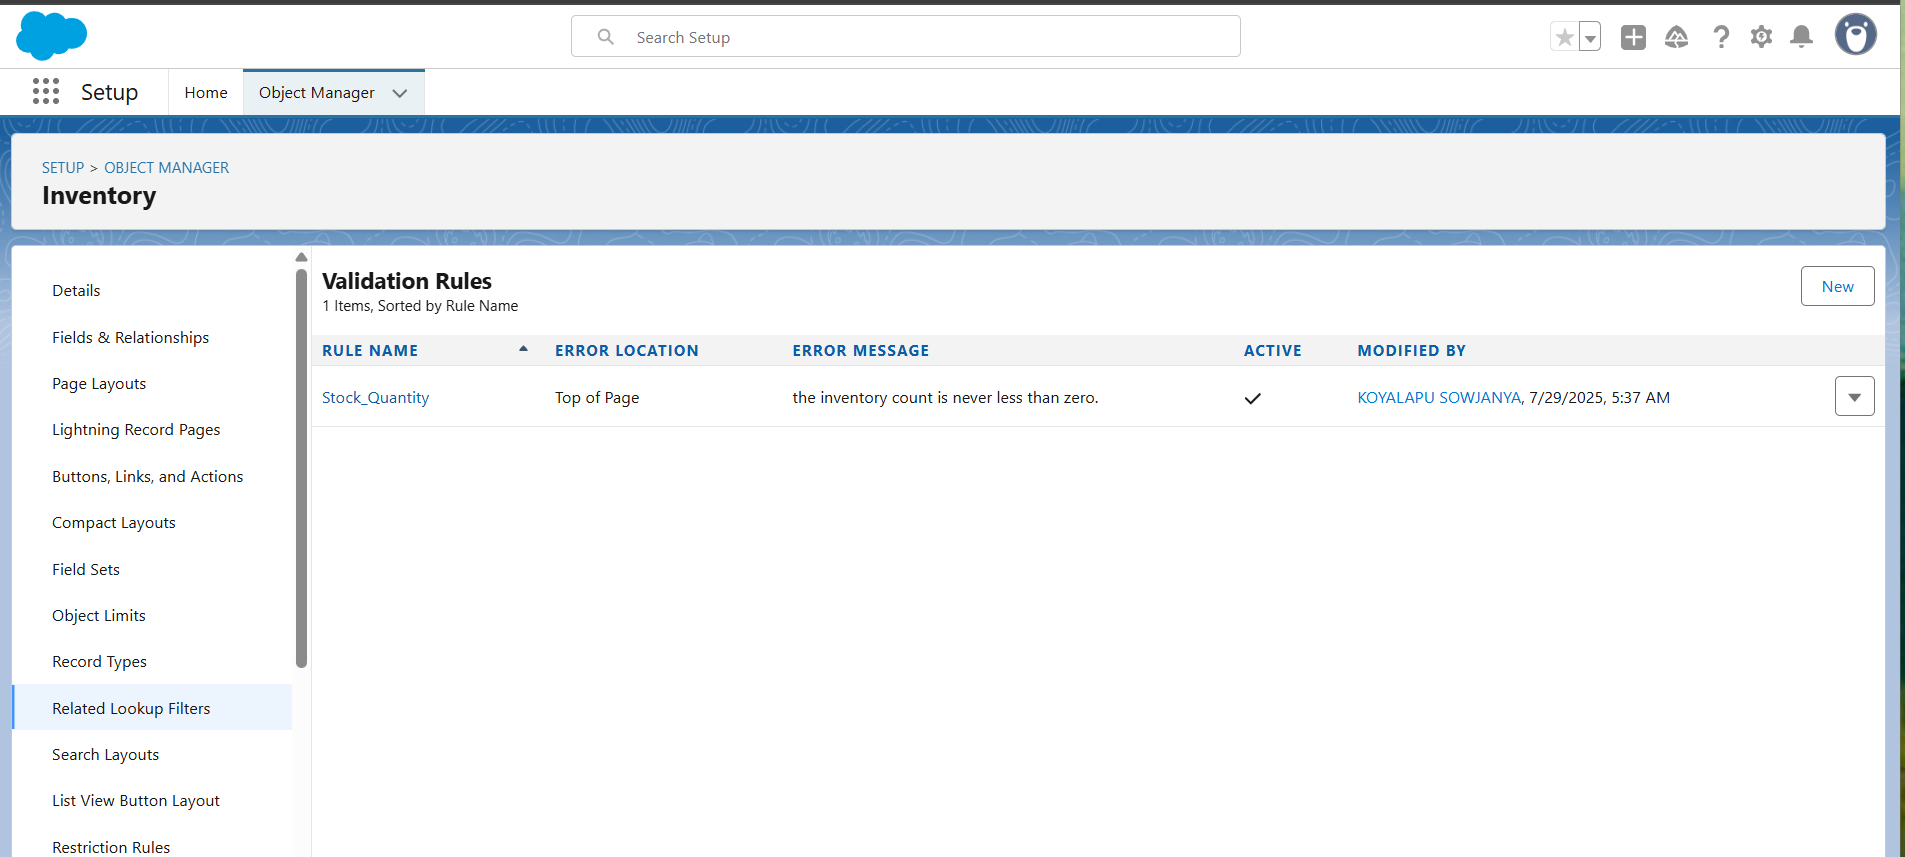 Search Setup
Setup
Home
Object Manager
SETUP > OBJECT MANAGER
Inventory
Details
Fields & Relationships
Page Layouts
Lightning Record Pages
Buttons, Links, and Actions
Compact Layouts
Field Sets
Object Limits
Record Types
Related Lookup Filters
Search Layouts
List View Button Layout
Restriction Rules
Validation Rules
1 Items, Sorted by Rule Name
New
RULE NAME ERROR LOCATION ERROR MESSAGE ACTIVE MODIFIED BY
Stock_Quantity Top of Page the inventory count is never less than zero. KOYALAPU SOWJANYA, 7/29/2025, 5:37 AM